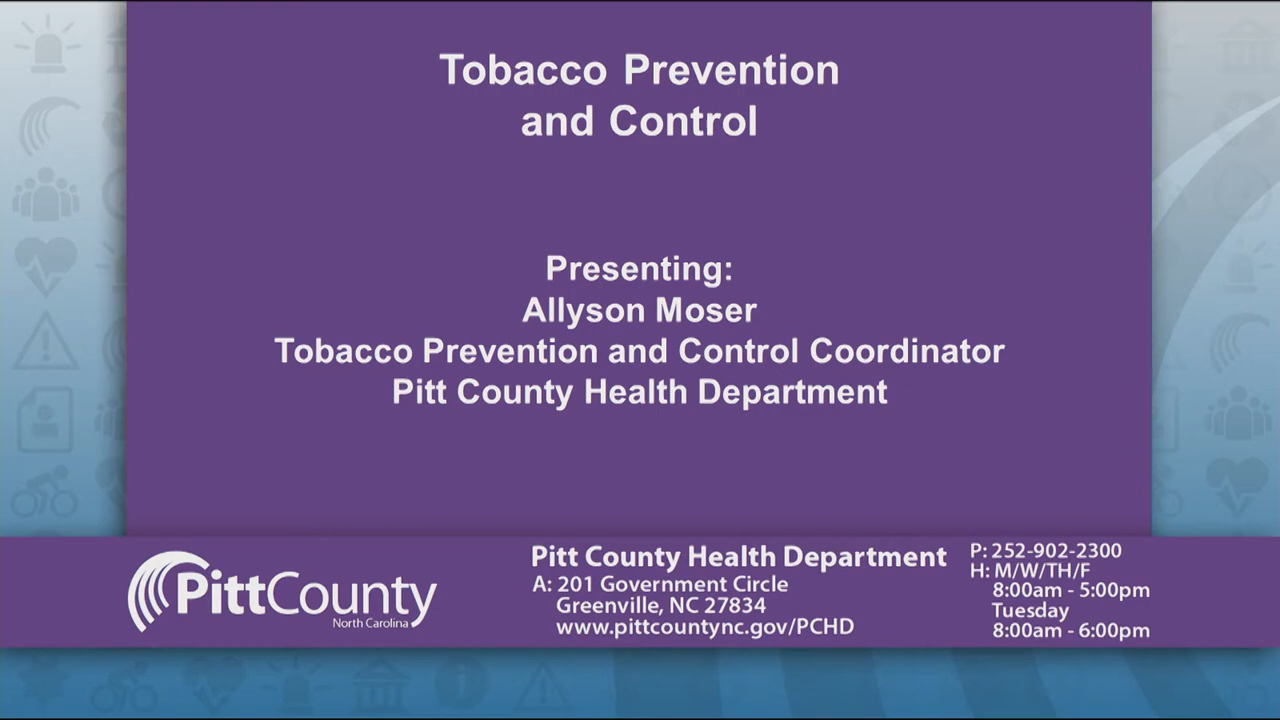 Tobacco Prevention
and Control
Presenting:
Allyson Moser
Tobacco Prevention and Control Coordinator
Pitt County Health Department
PittCounty
North Carolina
Pitt County Health Department
A: 201 Government Circle
Greenville, NC 27834
www.pittcountync.gov/PCHD
P: 252-902-2300
H: M/W/TH/F
8:00am - 5:00pm
Tuesday
8:00am - 6:00pm